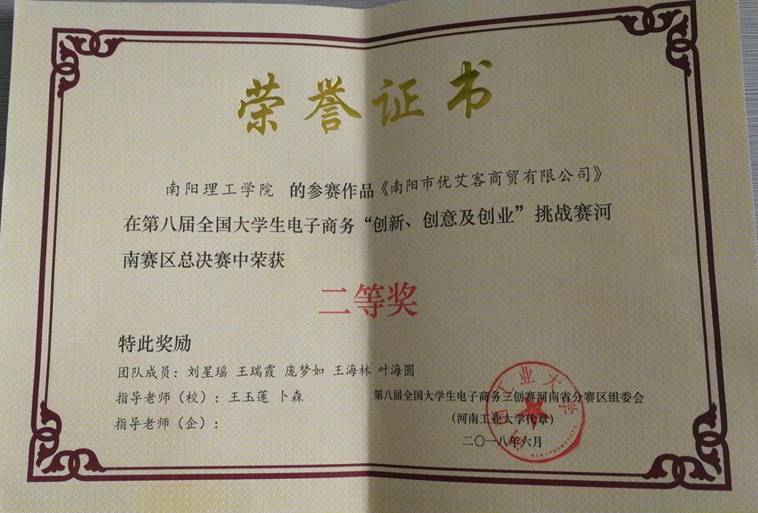 荣誉证书
南阳理工学院 的参赛作品《南阳市优艾客商贸有限公司》
在第八届全国大学生电子商务“创新、创意及创业”挑战赛河
南赛区总决赛中荣获
二等奖
特此奖励
团队成员：刘星瑶 王瑞霞 庞梦如 王海林 叶海圆
指导老师（校）：王玉莲 卜森
指导老师（企）：
第八届全国大学生电子商务三创赛河南省分赛区组委会
（河南工业大学代章）
二〇一八年六月
工业大学